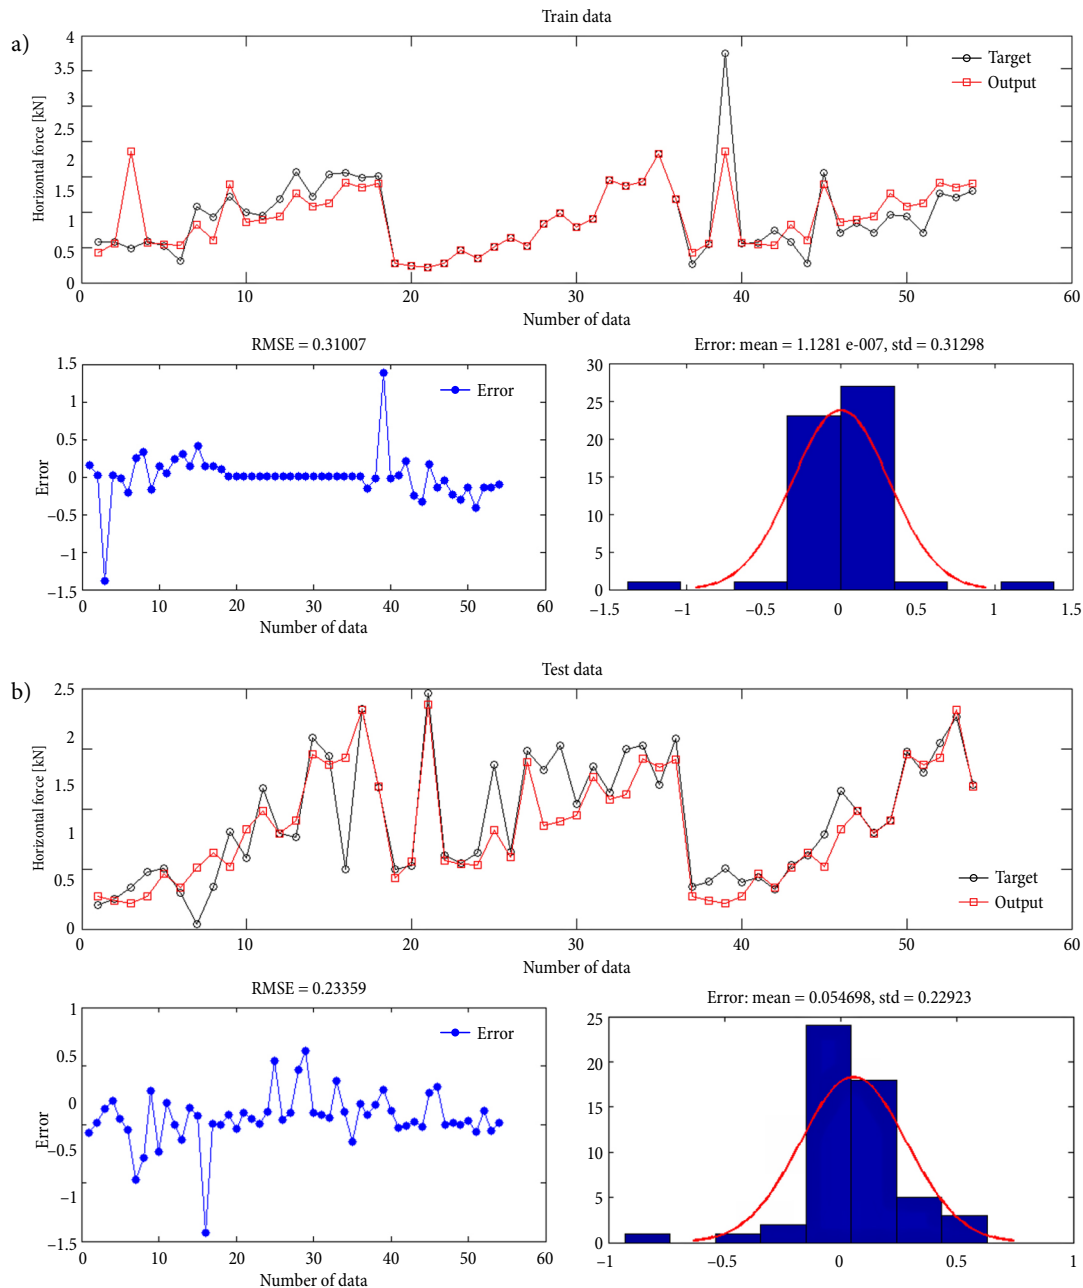 Train data
a)
4
3.5
3
2.5
2
1.5
1
0.5
0
Horizontal force [kN]
Target
Output
0 10 20 30 40 50 60
Number of data
RMSE = 0.31007
1.5
1
0.5
0
–0.5
–1
–1.5
Error
Error
0 10 20 20 30 40 60
Number of data
Error: mean = 1.1281 e-007, std = 0.31298
30
25
20
15
10
5
0
–1.5 –1 –0.5 0 0.5 1 1.5
Test data
b)
2.5
2
1.5
1
0.5
0
Horizontal force [kN]
Target
Output
0 10 20 30 40 50 60
Number of data
RMSE = 0.23359
1
0.5
0
–0.5
–1
–1.5
Error
Error
0 10 20 30 40 50 60
Number of data
Error: mean = 0.054698, std = 0.22923
25
20
15
10
5
0
–1 –0.5 0 0.5 1